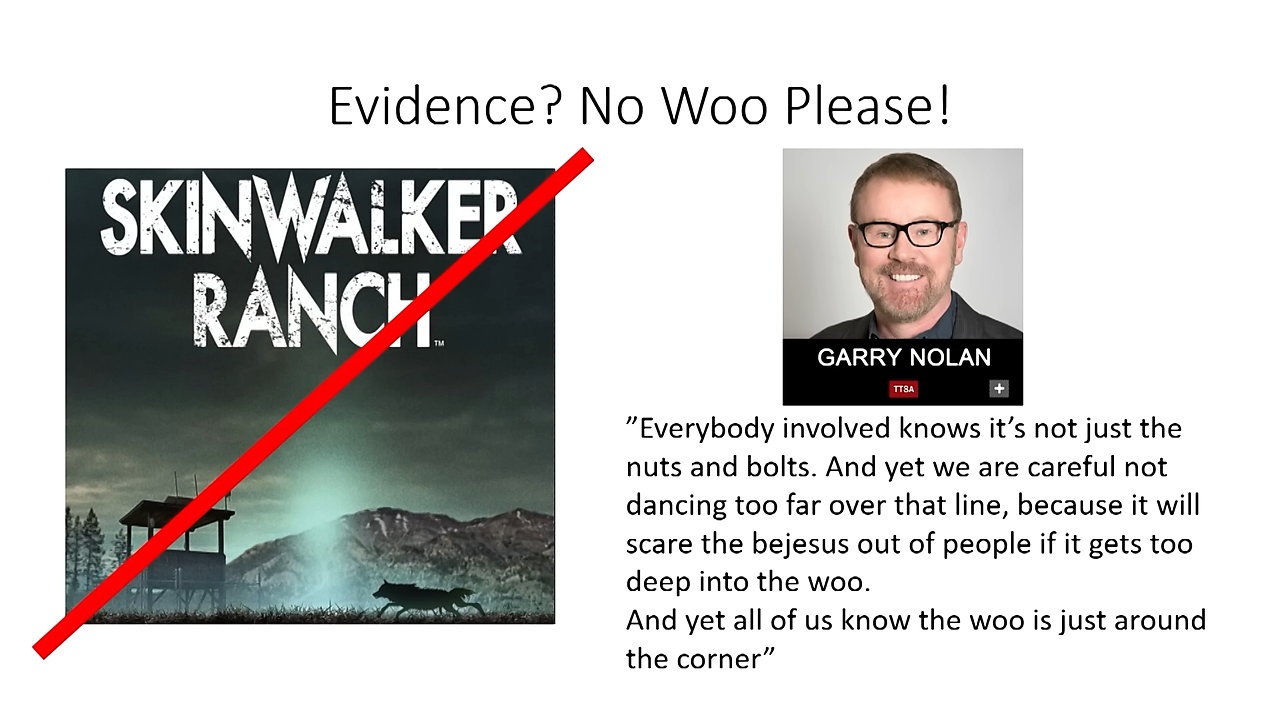 Evidence? No Woo Please!
SKINWALKER
RANCH™
GARRY NOLAN
TTSA
+
”Everybody involved knows it’s not just the
nuts and bolts. And yet we are careful not
dancing too far over that line, because it will
scare the bejesus out of people if it gets too
deep into the woo.
And yet all of us know the woo is just around
the corner”